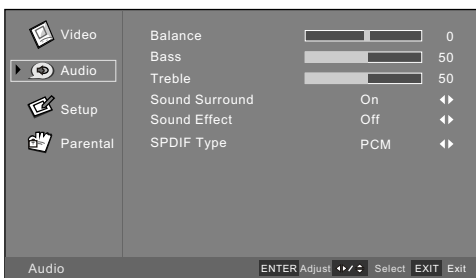 Video
Audio
Setup
Parental
Balance 0
Bass 50
Treble 50
Sound Surround On
Sound Effect Off
SPDIF Type PCM
Audio ENTER Adjust Select EXIT Exit